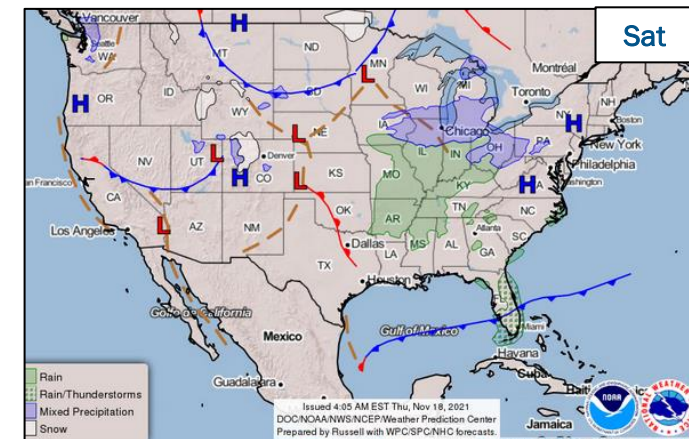 Sat
Vancouver
Seattle
WA
MT
ND
MN
Montréal
OR
ID
WY
SD
WI
MI
Toronto
NH
NY
Boston
IA
Chicago
PA
New York
NE
NV
UT
Denver
CO
IL
IN
OH
Philadelphia
San Francisco
KS
MO
KY
VA
Washington
CA
OK
TN
NC
Los Angeles
AZ
NM
AR
Atlanta
SC
Dallas
MS
AL
GA
TX
LA
Houston
FL
Golfo de California
Mexico
Gulf of Mexico
Miami
Havana
Guadalajara
Cuba
Jamaica
H
H
H
H
H
L
L
L
L
L
Rain
Rain/Thunderstorms
Mixed Precipitation
Snow
Issued 4:05 AM EST Thu, Nov 18, 2021
DOC/NOAA/NWS/NCEP/Weather Prediction Center
Prepared by Russell with WPC/SPC/NHC forecasts.
NOAA